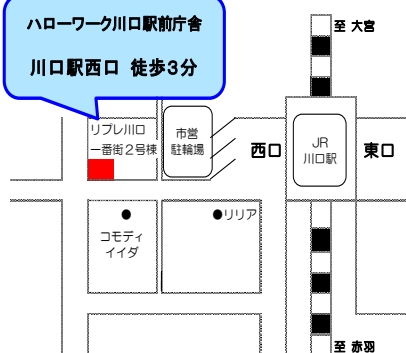 ハローワーク川口駅前庁舎
川口駅西口 徒歩3分
至 大宮
リブレ川口
一番街2号棟
市営
駐輪場
西口
JR
川口駅
東口
コモディ
イイダ
●リリア
至 赤羽